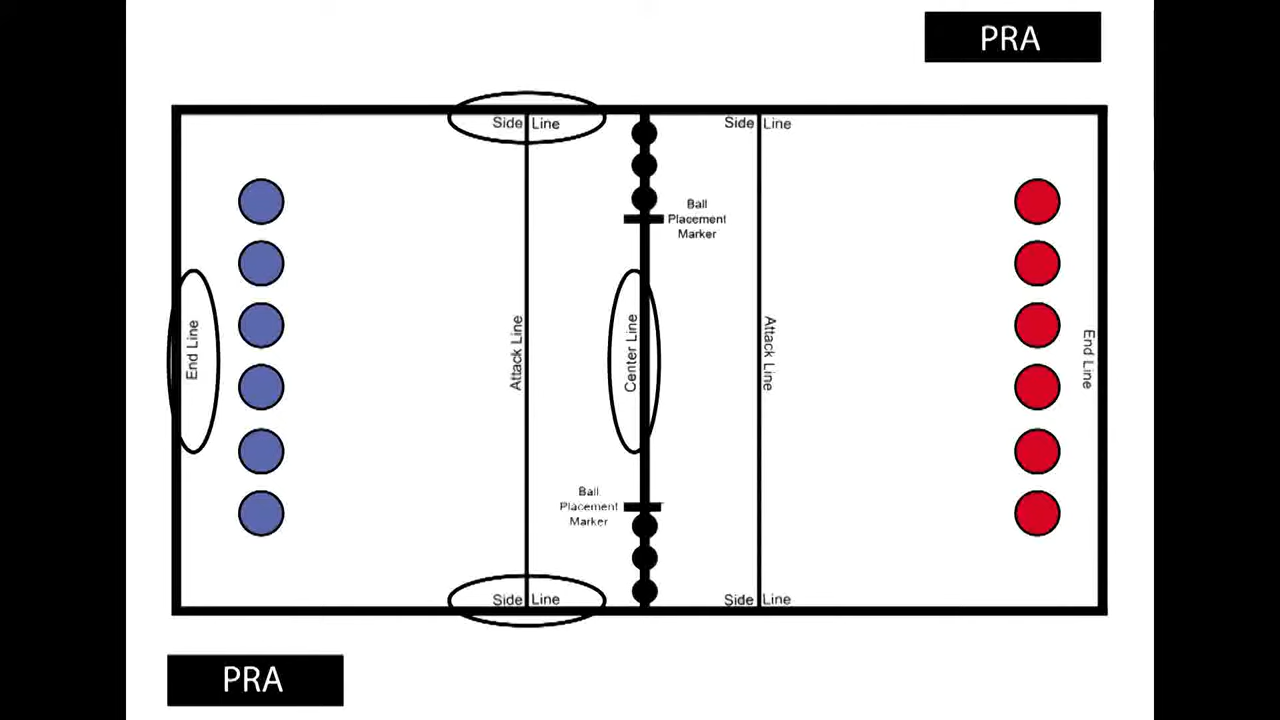 PRA
Side Line
Side Line
Ball
Placement
Marker
End Line
Attack Line
Center Line
Attack Line
End Line
Ball
Placement
Marker
Side Line
Side Line
PRA